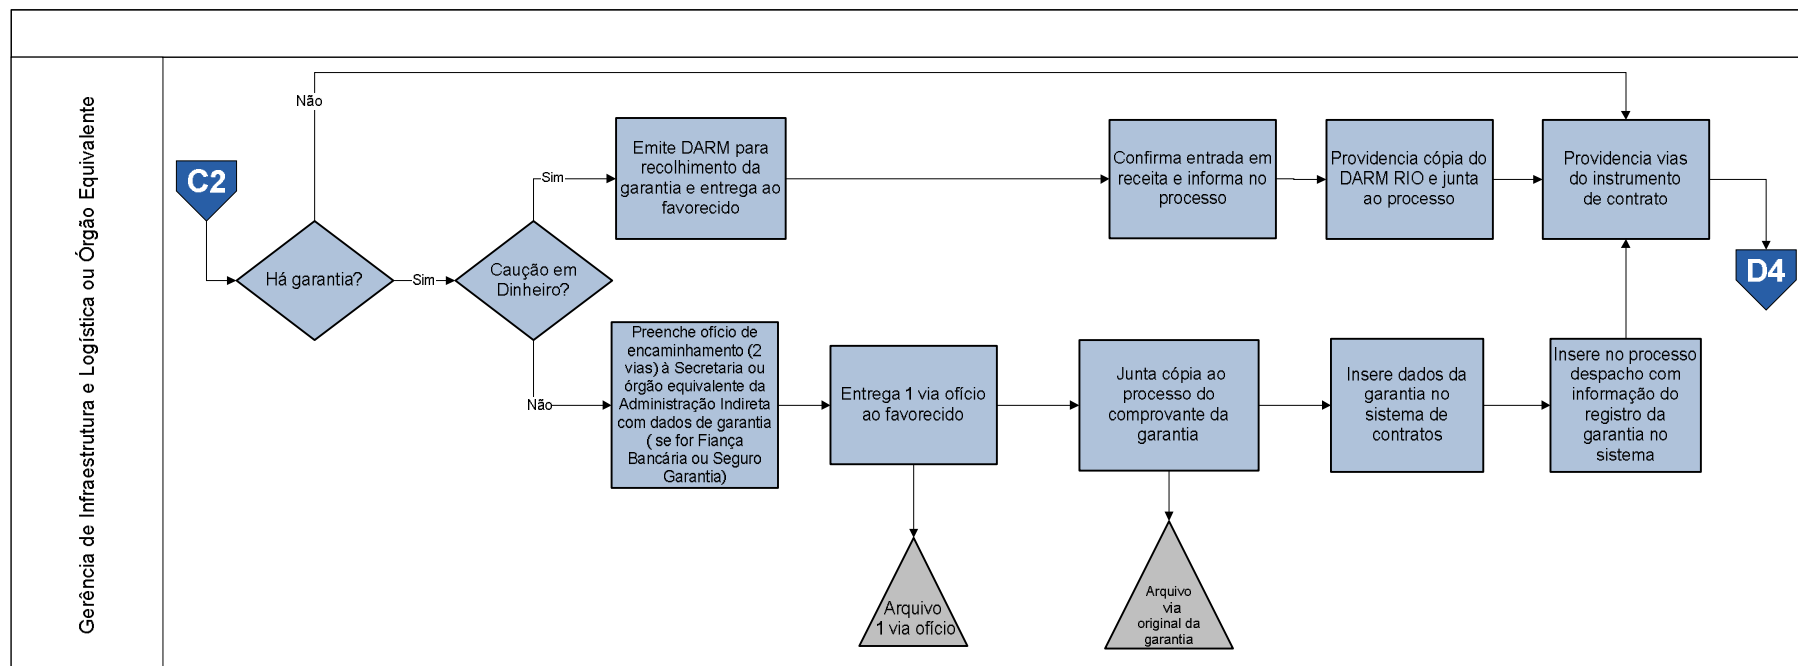 Gerência de Infraestrutura e Logística ou Órgão Equivalente
C2
Há garantia?
Não
Sim
Caução em
Dinheiro?
Sim
Emite DARM para
recolhimento da
garantia e entrega ao
favorecido
Confirma entrada em
receita e informa no
processo
Providencia cópia do
DARM RIO e junta
ao processo
Providencia vias
do instrumento
de contrato
D4
Não
Preenche ofício de
encaminhamento (2
vias) à Secretaria ou
órgão equivalente da
Administração Indireta
com dados de garantia
( se for Fiança
Bancária ou Seguro
Garantia)
Entrega 1 via ofício
ao favorecido
Junta cópia ao
processo do
comprovante da
garantia
Insere dados da
garantia no
sistema de
contratos
Insere no processo
despacho com
informação do
registro da
garantia no
sistema
Arquivo
1 via ofício
Arquivo
via
original da
garantia